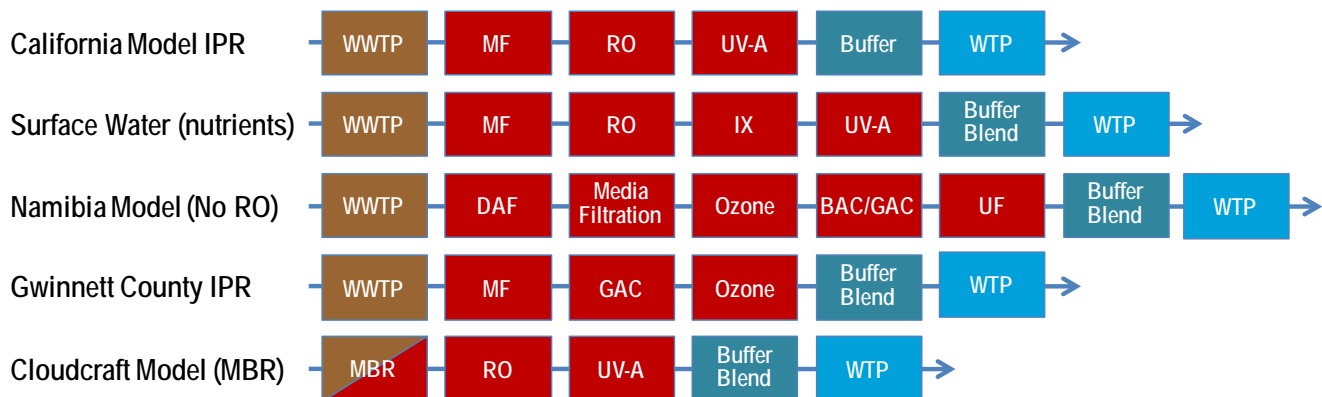 California Model IPR WWTP MF RO UV-A Buffer WTP
Surface Water (nutrients) WWTP MF RO IX UV-A Buffer Blend WTP
Namibia Model (No RO) WWTP DAF Media Filtration Ozone BAC/GAC UF Buffer Blend WTP
Gwinnett County IPR WWTP MF GAC Ozone Buffer Blend WTP
Cloudcraft Model (MBR) MBR RO UV-A Buffer Blend WTP